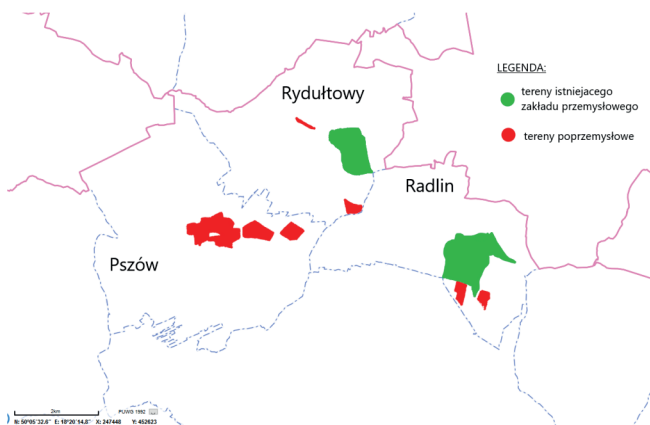 LEGENDA:
tereny istniejacego
zakładu przemysłowego
tereny poprzemysłowe
Rydułtowy
Radlin
Pszów
2km
PUWG 1992
N: 50°05'32.6" E: 18°20'14.8" X: 247448 Y: 452623